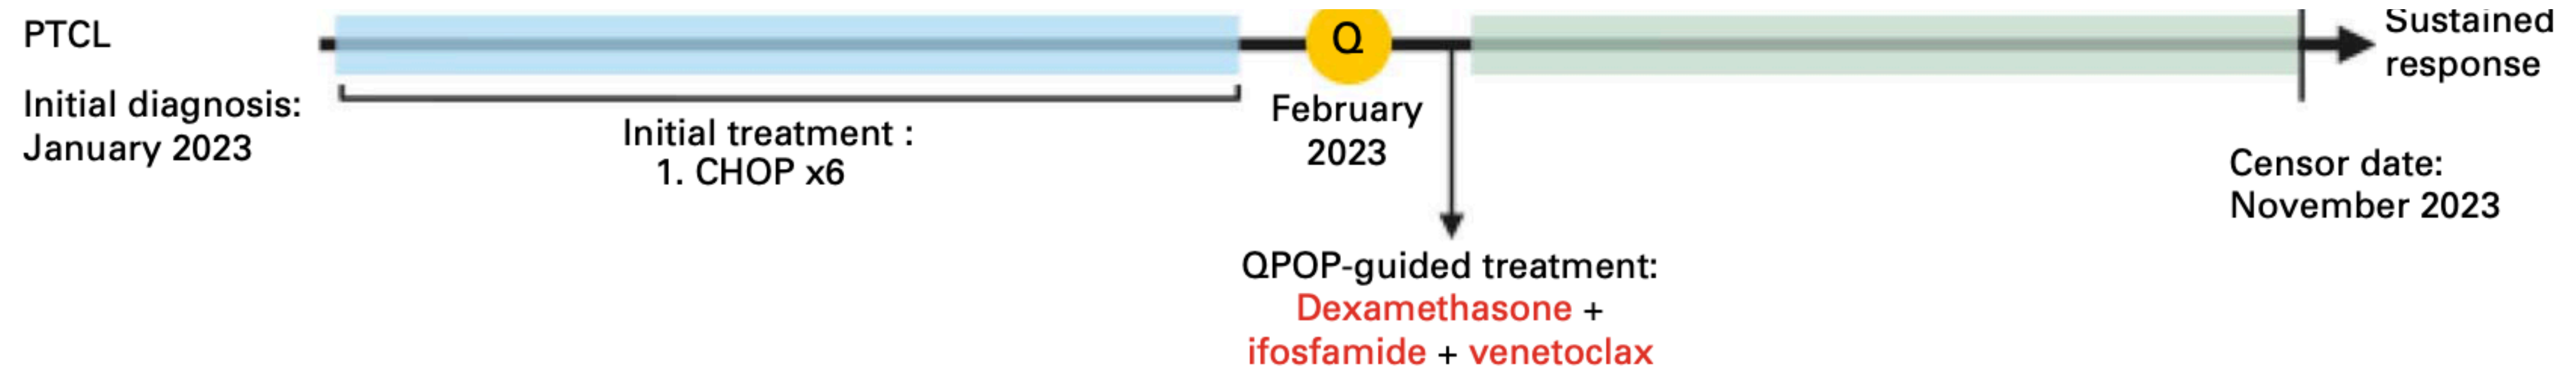 PTCL
Initial diagnosis:
January 2023
Initial treatment :
1. CHOP x6
Q
February
2023
QPOP-guided treatment:
Dexamethasone +
ifosfamide + venetoclax
Sustained
response
Censor date:
November 2023